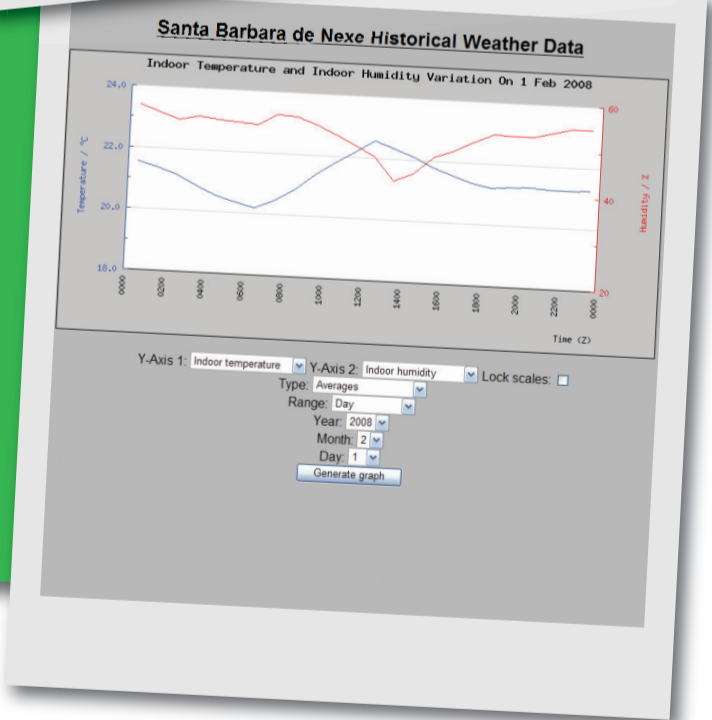 Santa Barbara de Nexe Historical Weather Data
Indoor Temperature and Indoor Humidity Variation On 1 Feb 2008
24.0
22.0
20.0
18.0
Temperature / °C
60
40
20
Humidity / %
0000
0200
0400
0600
0800
1000
1200
1400
1600
1800
2000
2200
0000
Time (Z)
Y-Axis 1: Indoor temperature Y-Axis 2: Indoor humidity Lock scales:
Type: Averages
Range: Day
Year: 2008
Month: 2
Day: 1
Generate graph